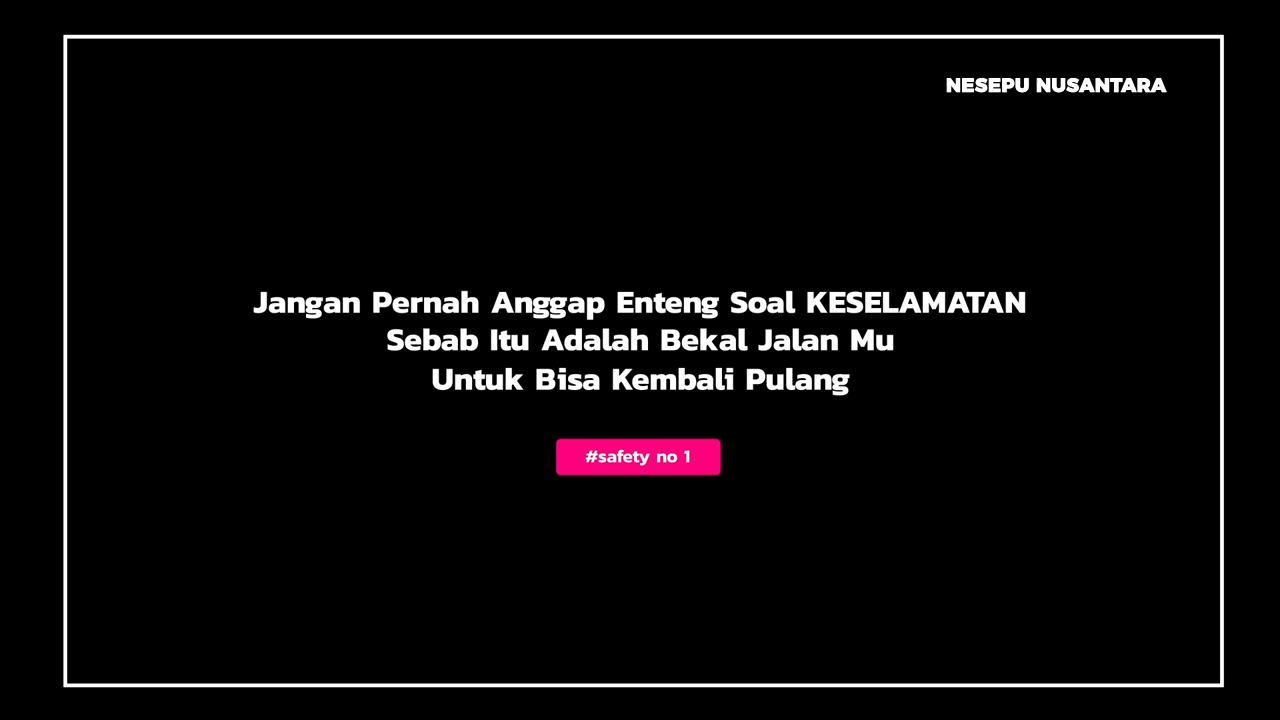 NESEPU NUSANTARA
Jangan Pernah Anggap Enteng Soal KESELAMATAN
Sebab Itu Adalah Bekal Jalan Mu
Untuk Bisa Kembali Pulang
#safety no 1